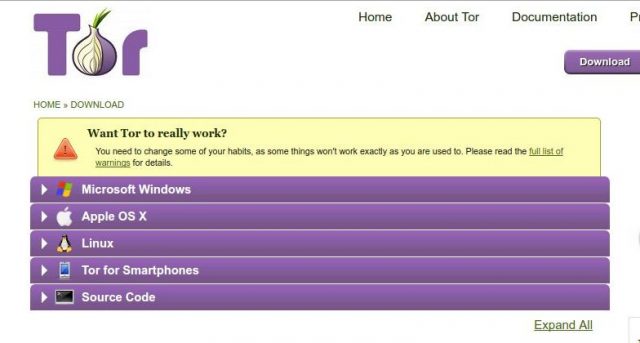 Tor
Home About Tor Documentation
Download
HOME » DOWNLOAD
Want Tor to really work?
You need to change some of your habits, as some things won't work exactly as you are used to. Please read the full list of
warnings for details.
Microsoft Windows
Apple OS X
Linux
Tor for Smartphones
Source Code
Expand All